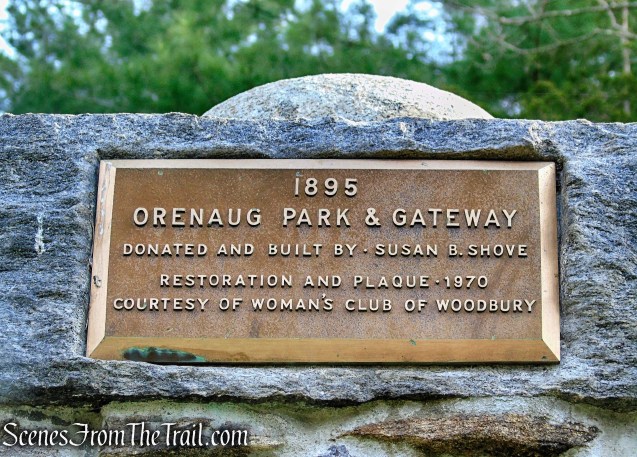 1895
ORENAUG PARK & GATEWAY
DONATED AND BUILT BY · SUSAN B. SHOVE
RESTORATION AND PLAQUE · 1970
COURTESY OF WOMAN'S CLUB OF WOODBURY
ScenesFromTheTrail.com